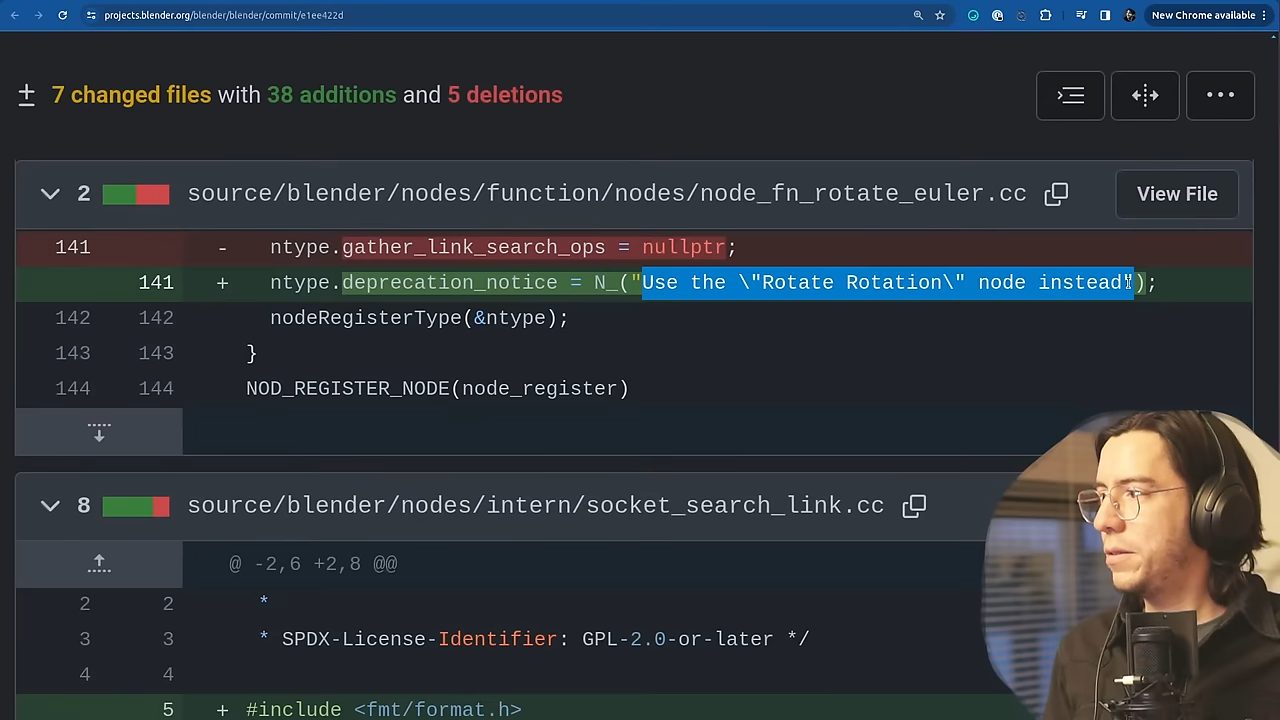 projects.blender.org/blender/blender/commit/e1ee422d
New Chrome available
7 changed files with 38 additions and 5 deletions
2 source/blender/nodes/function/nodes/node_fn_rotate_euler.cc View File
141 - ntype.gather_link_search_ops = nullptr;
141 + ntype.deprecation_notice = N_("Use the \"Rotate Rotation\" node instead");
142 142 nodeRegisterType(&ntype);
143 143 }
144 144 NOD_REGISTER_NODE(node_register)
8 source/blender/nodes/intern/socket_search_link.cc
@ -2,6 +2,8 @@
2 2 *
3 3 * SPDX-License-Identifier: GPL-2.0-or-later */
4 4
5 + #include <fmt/format.h>